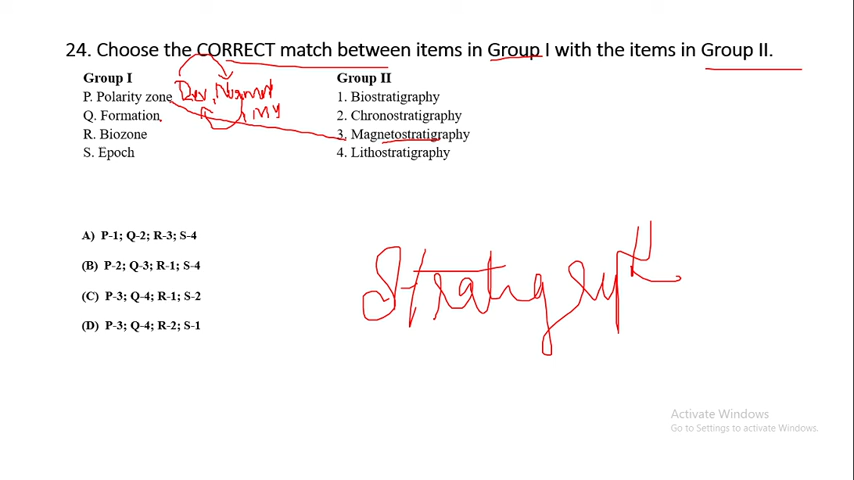 24. Choose the CORRECT match between items in Group I with the items in Group II.
Group I
Group II
P. Polarity zone
Rev. Normal
1. Biostratigraphy
Q. Formation
2. Chronostratigraphy
R. Biozone
3. Magnetostratigraphy
S. Epoch
4. Lithostratigraphy
A) P-1; Q-2; R-3; S-4
(B) P-2; Q-3; R-1; S-4
(C) P-3; Q-4; R-1; S-2
(D) P-3; Q-4; R-2; S-1
Activate Windows
Go to Settings to activate Windows.